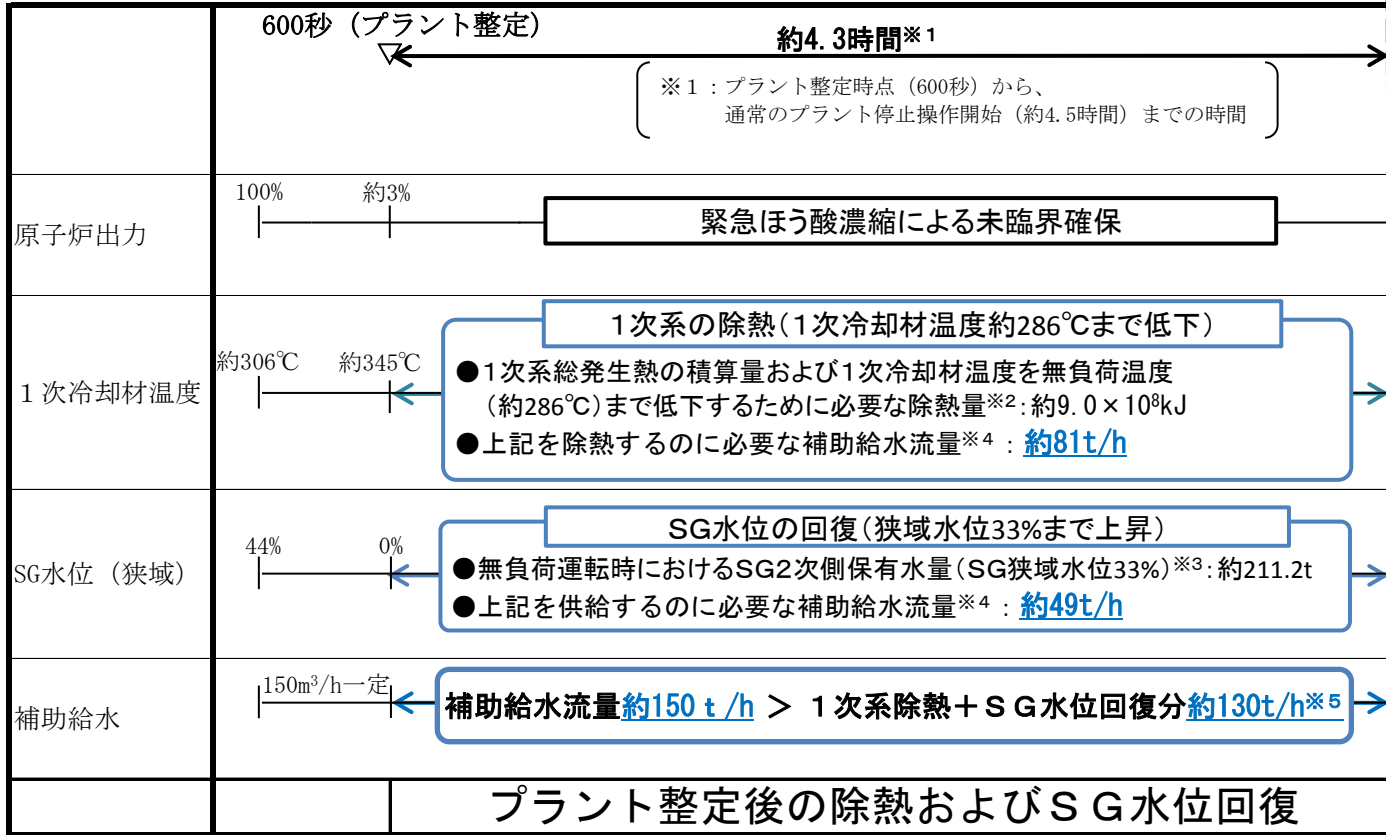 600秒（プラント整定）
▽
約4.3時間※1
※１：プラント整定時点（600秒）から、
通常のプラント停止操作開始（約4.5時間）までの時間
原子炉出力
100%
約3%
緊急ほう酸濃縮による未臨界確保
１次冷却材温度
約306℃
約345℃
1次系の除熱（1次冷却材温度約286℃まで低下）
●1次系総発生熱の積算量および1次冷却材温度を無負荷温度
（約286℃）まで低下するために必要な除熱量※2：約9.0×10⁸kJ
●上記を除熱するのに必要な補助給水流量※4：約81t/h
SG水位（狭域）
44%
0%
SG水位の回復（狭域水位33%まで上昇）
●無負荷運転時におけるSG2次側保有水量（SG狭域水位33%）※3：約211.2t
●上記を供給するのに必要な補助給水流量※4：約49t/h
補助給水
150m³/h一定
補助給水流量約150ｔ/h ＞ １次系除熱＋ＳＧ水位回復分約130t/h※5
プラント整定後の除熱およびＳＧ水位回復